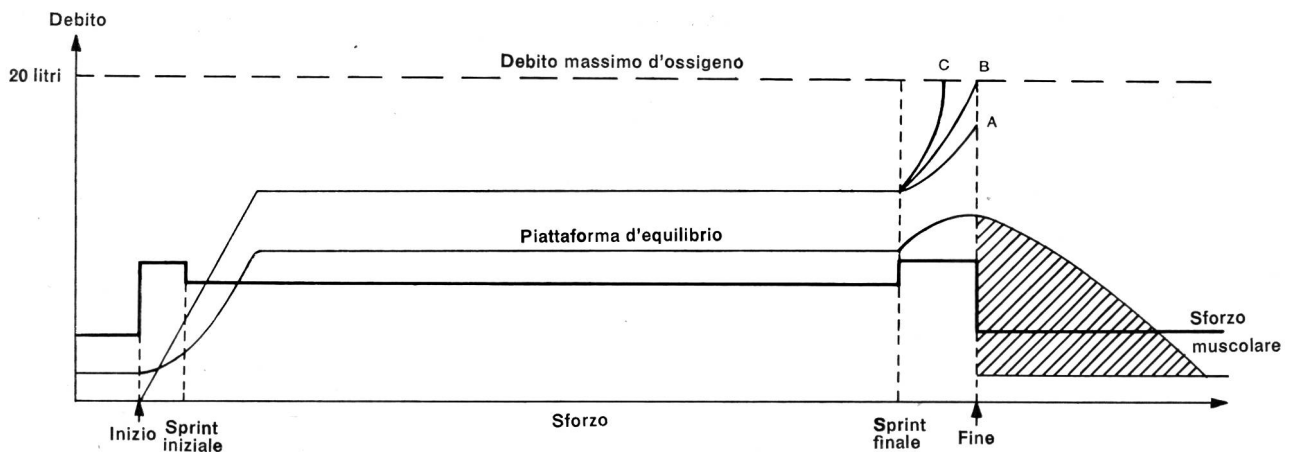 Debito
20 litri
Debito massimo d'ossigeno
C
B
A
Piattaforma d'equilibrio
Sforzo
muscolare
Inizio
Sprint
iniziale
Sforzo
Sprint
finale
Fine